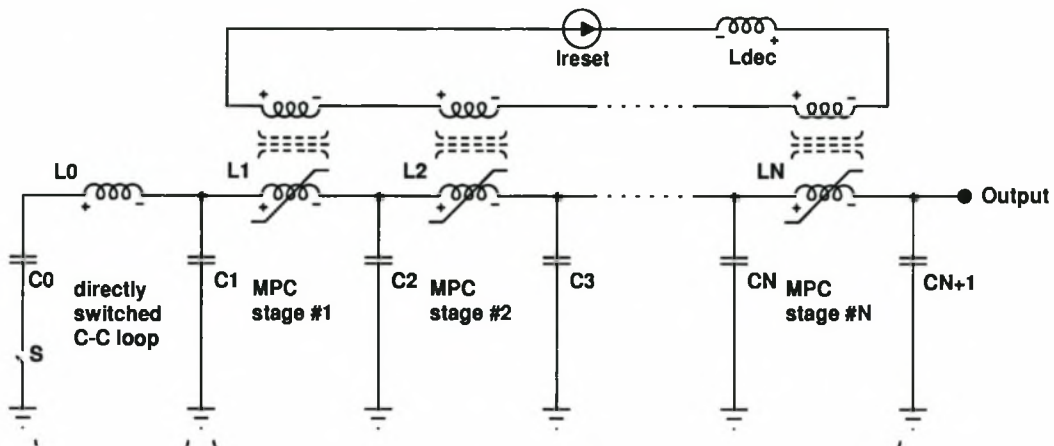 Ireset
- +
Ldec
+ - + - + -
L0 L1 L2 LN
+ - + - + - + -
Output
C0 C1 C2 C3 CN CN+1
directly
switched
C-C loop
MPC
stage #1
MPC
stage #2
MPC
stage #N
S